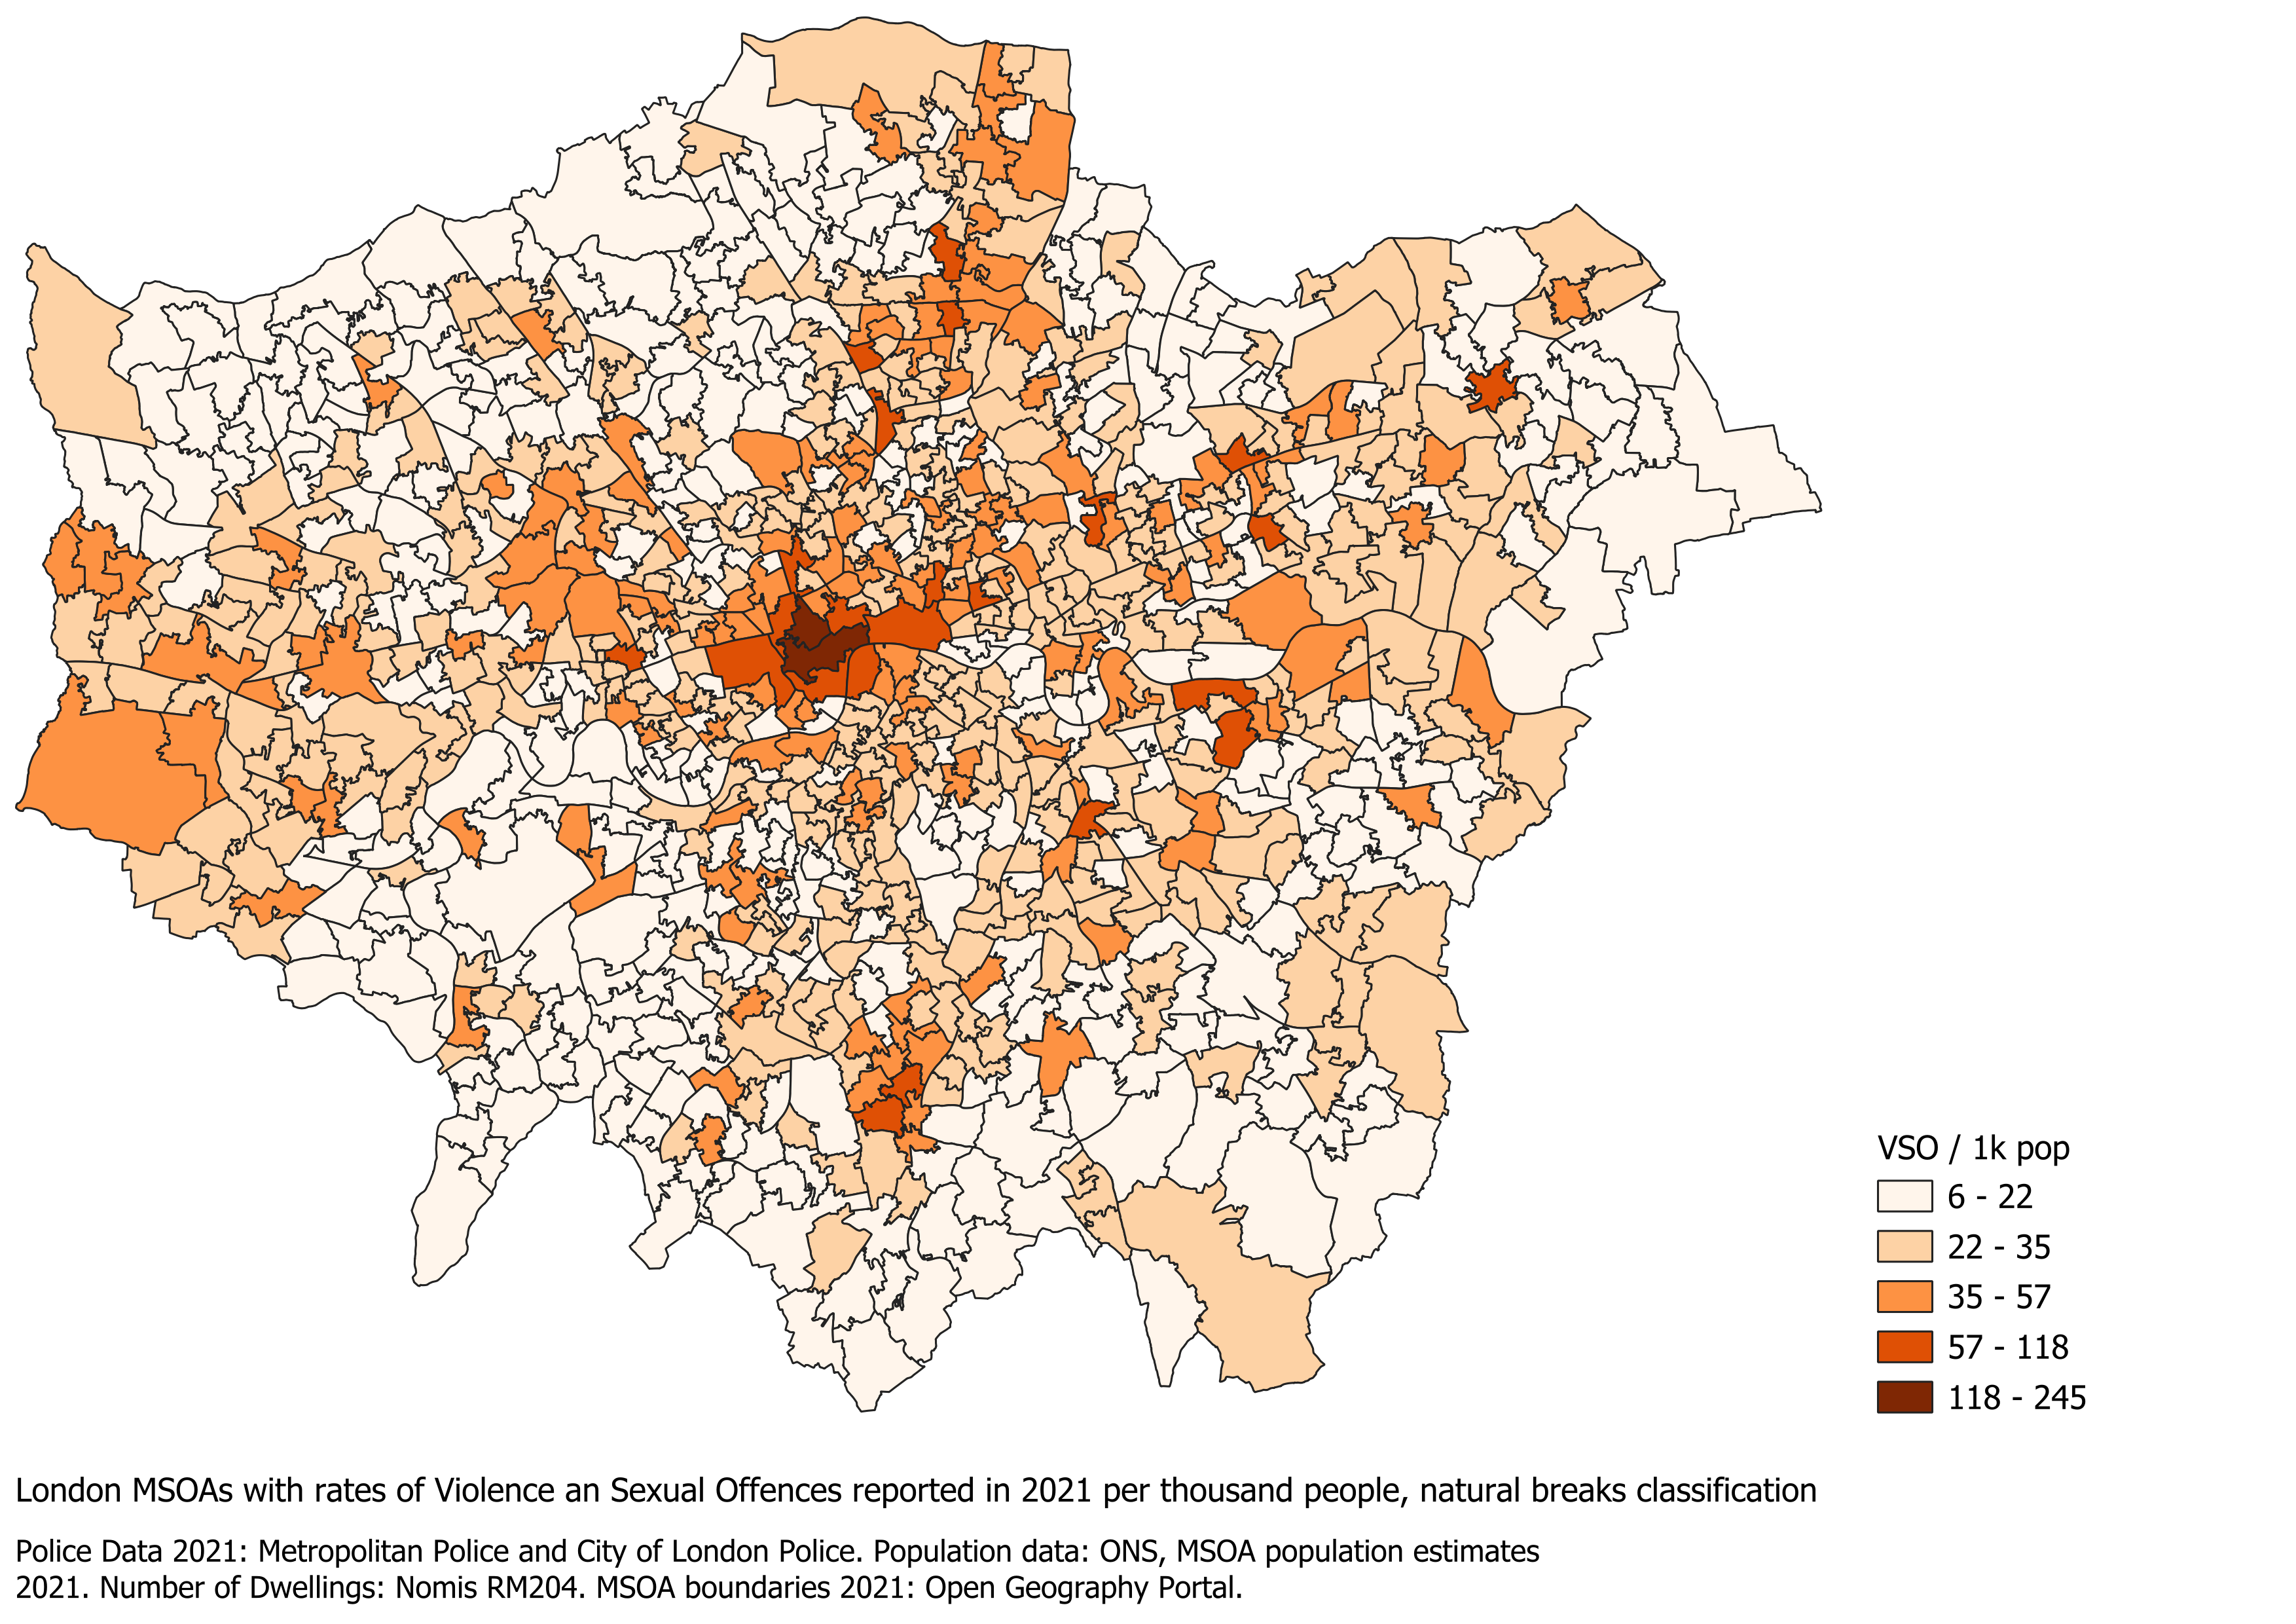 VSO / 1k pop
6 - 22
22 - 35
35 - 57
57 - 118
118 - 245
London MSOAs with rates of Violence an Sexual Offences reported in 2021 per thousand people, natural breaks classification
Police Data 2021: Metropolitan Police and City of London Police. Population data: ONS, MSOA population estimates
2021. Number of Dwellings: Nomis RM204. MSOA boundaries 2021: Open Geography Portal.